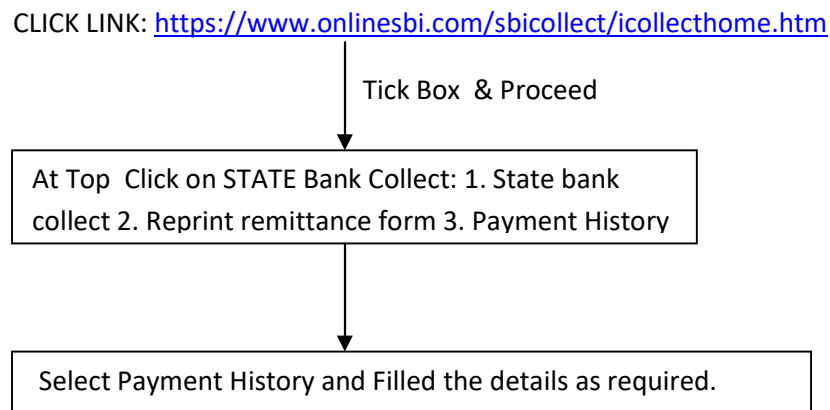 CLICK LINK: https://www.onlinesbi.com/sbicollect/icollecthome.htm
Tick Box & Proceed
At Top Click on STATE Bank Collect: 1. State bank
collect 2. Reprint remittance form 3. Payment History
Select Payment History and Filled the details as required.